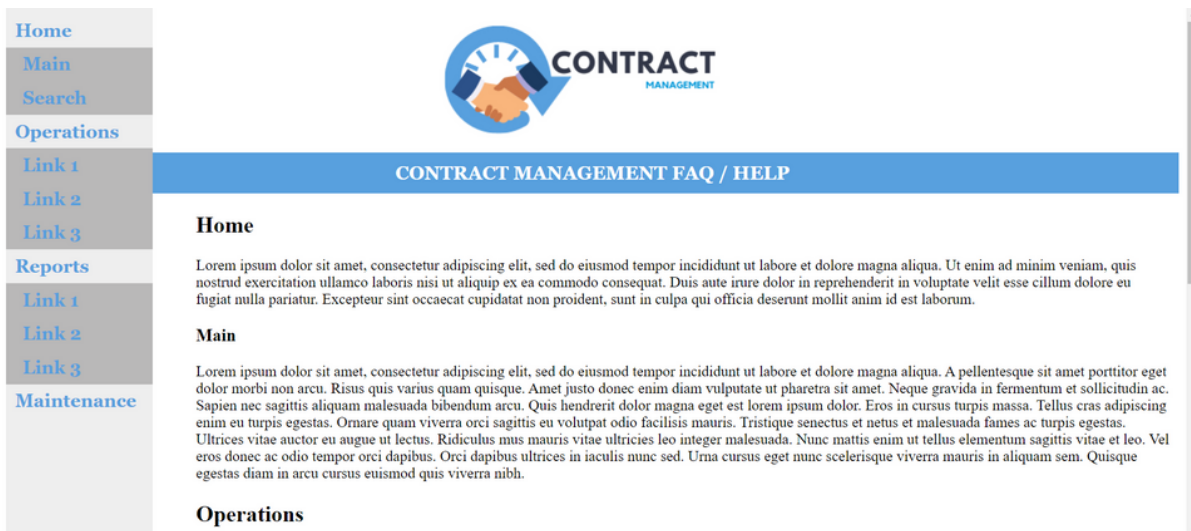 Home
Main
Search
Operations
Link 1
Link 2
Link 3
Reports
Link 1
Link 2
Link 3
Maintenance
CONTRACT
MANAGEMENT
CONTRACT MANAGEMENT FAQ / HELP
Home
Lorem ipsum dolor sit amet, consectetur adipiscing elit, sed do eiusmod tempor incididunt ut labore et dolore magna aliqua. Ut enim ad minim veniam, quis
nostrud exercitation ullamco laboris nisi ut aliquip ex ea commodo consequat. Duis aute irure dolor in reprehenderit in voluptate velit esse cillum dolore eu
fugiat nulla pariatur. Excepteur sint occaecat cupidatat non proident, sunt in culpa qui officia deserunt mollit anim id est laborum.
Main
Lorem ipsum dolor sit amet, consectetur adipiscing elit, sed do eiusmod tempor incididunt ut labore et dolore magna aliqua. A pellentesque sit amet porttitor eget
dolor morbi non arcu. Risus quis varius quam quisque. Amet justo donec enim diam vulputate ut pharetra sit amet. Neque gravida in fermentum et sollicitudin ac.
Sapien nec sagittis aliquam malesuada bibendum arcu. Quis hendrerit dolor magna eget est lorem ipsum dolor. Eros in cursus turpis massa. Tellus cras adipiscing
enim eu turpis egestas. Ornare quam viverra orci sagittis eu volutpat odio facilisis mauris. Tristique senectus et netus et malesuada fames ac turpis egestas.
Ultrices vitae auctor eu augue ut lectus. Ridiculus mus mauris vitae ultricies leo integer malesuada. Nunc mattis enim ut tellus elementum sagittis vitae et leo. Vel
eros donec ac odio tempor orci dapibus. Orci dapibus ultrices in iaculis nunc sed. Urna cursus eget nunc scelerisque viverra mauris in aliquam sem. Quisque
egestas diam in arcu cursus euismod quis viverra nibh.
Operations